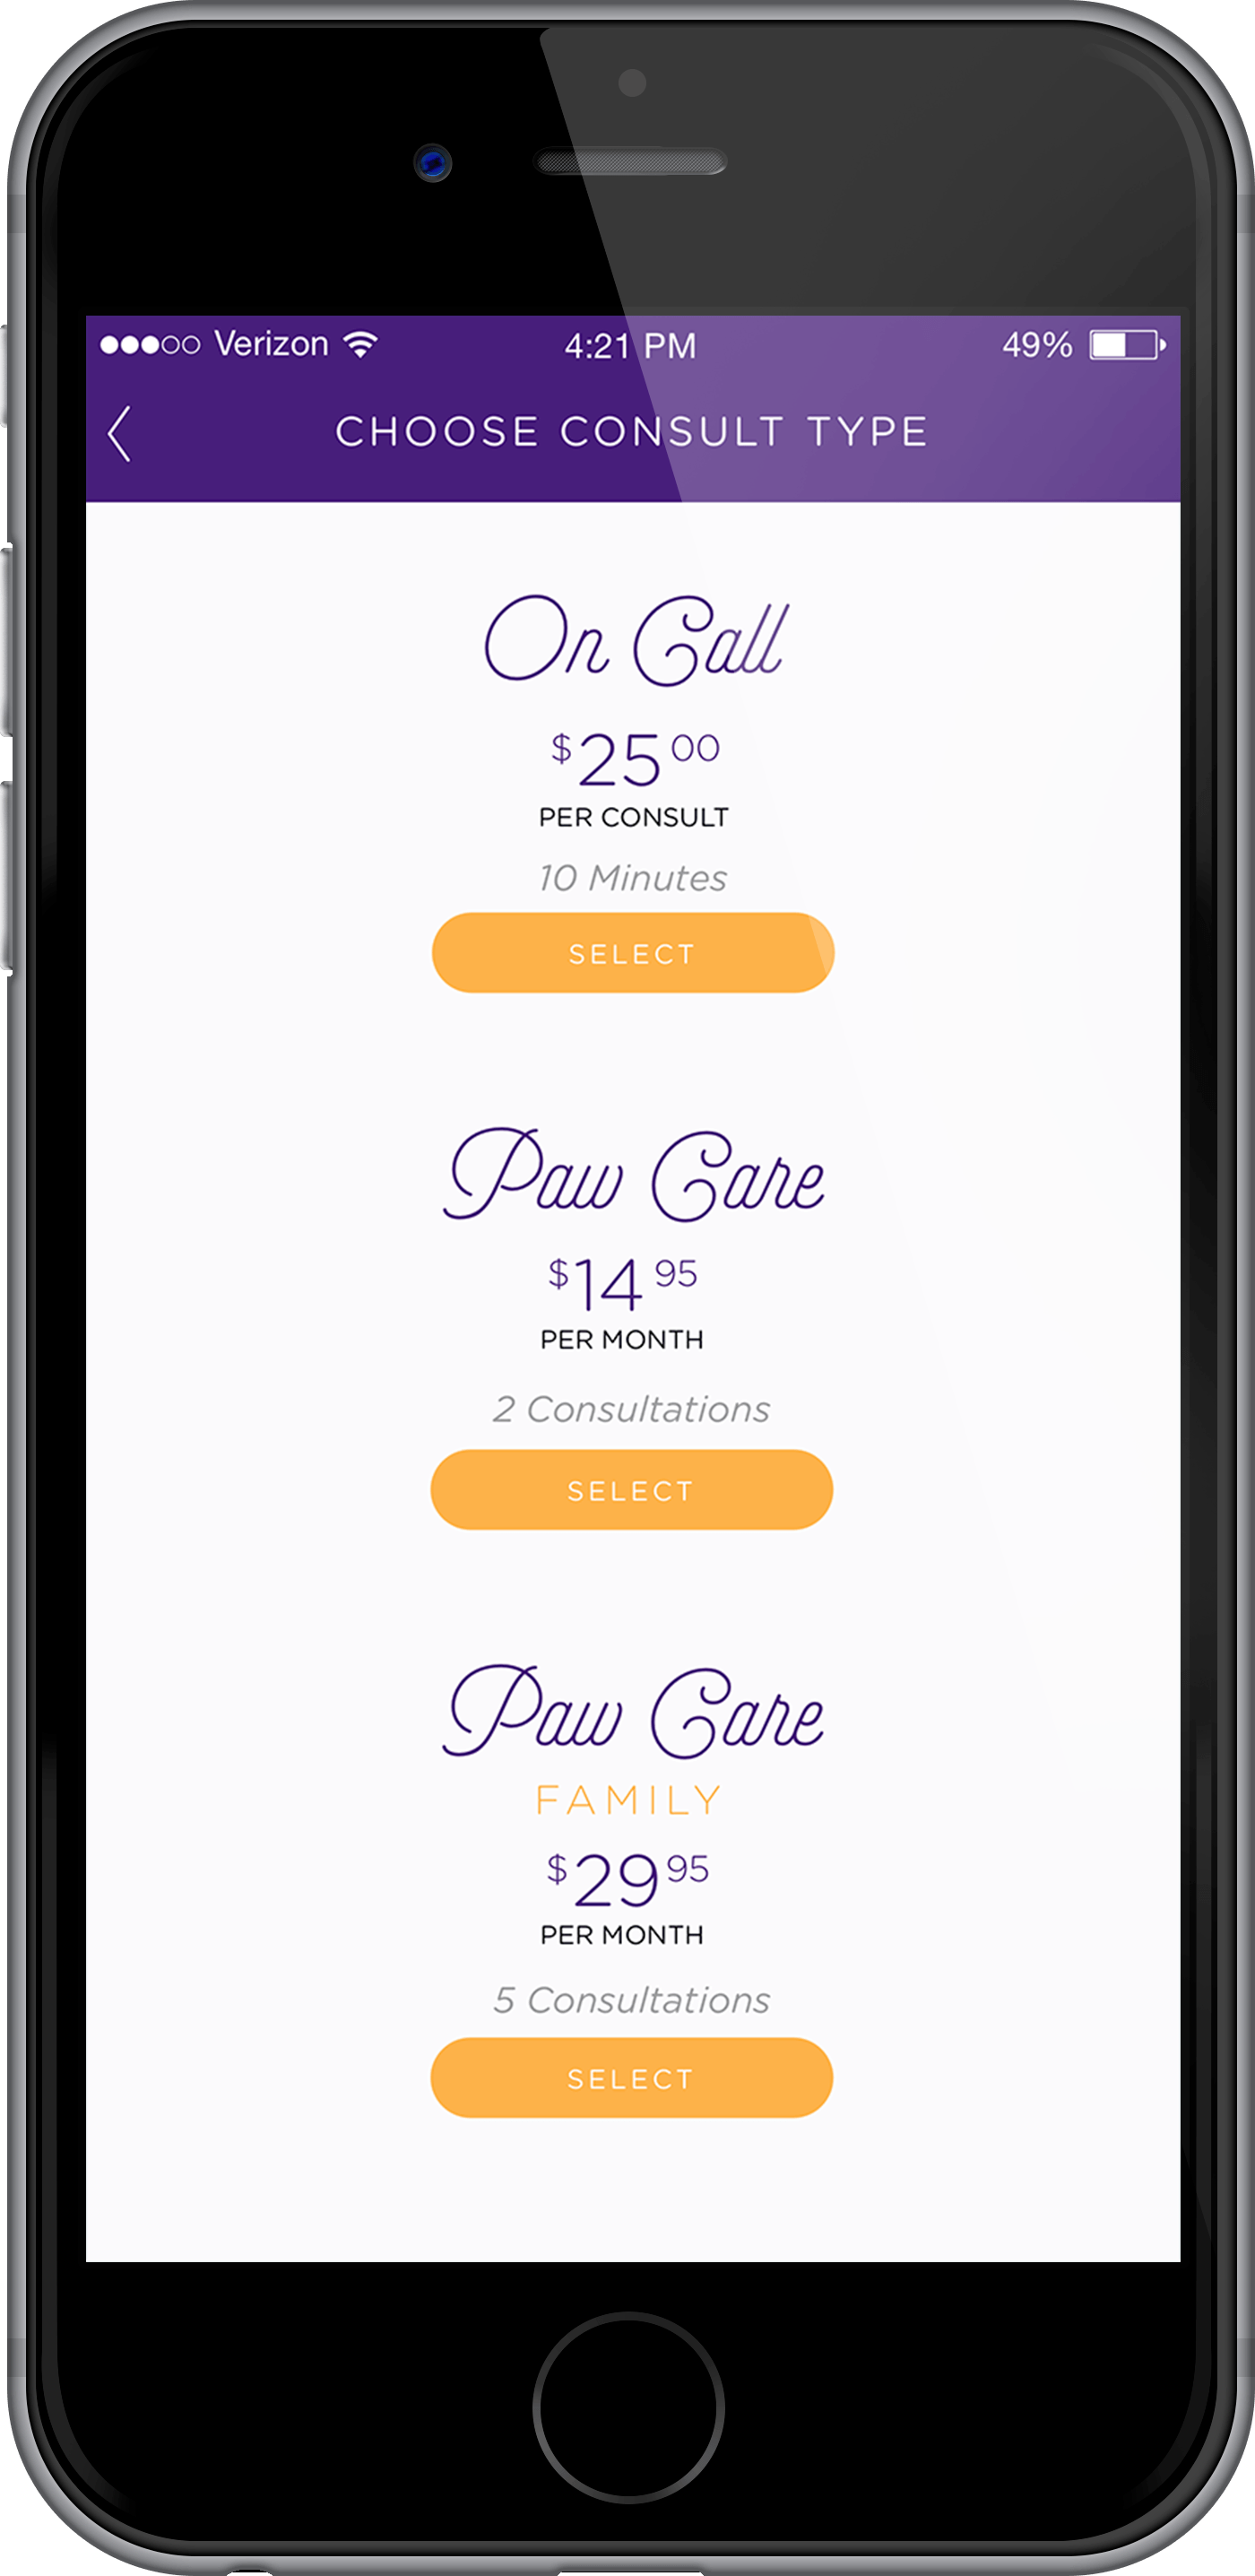 Verizon 4:21 PM 49%
CHOOSE CONSULT TYPE
On Call
$25 00
PER CONSULT
10 Minutes
SELECT
Paw Care
$14 95
PER MONTH
2 Consultations
SELECT
Paw Care
FAMILY
$29 95
PER MONTH
5 Consultations
SELECT